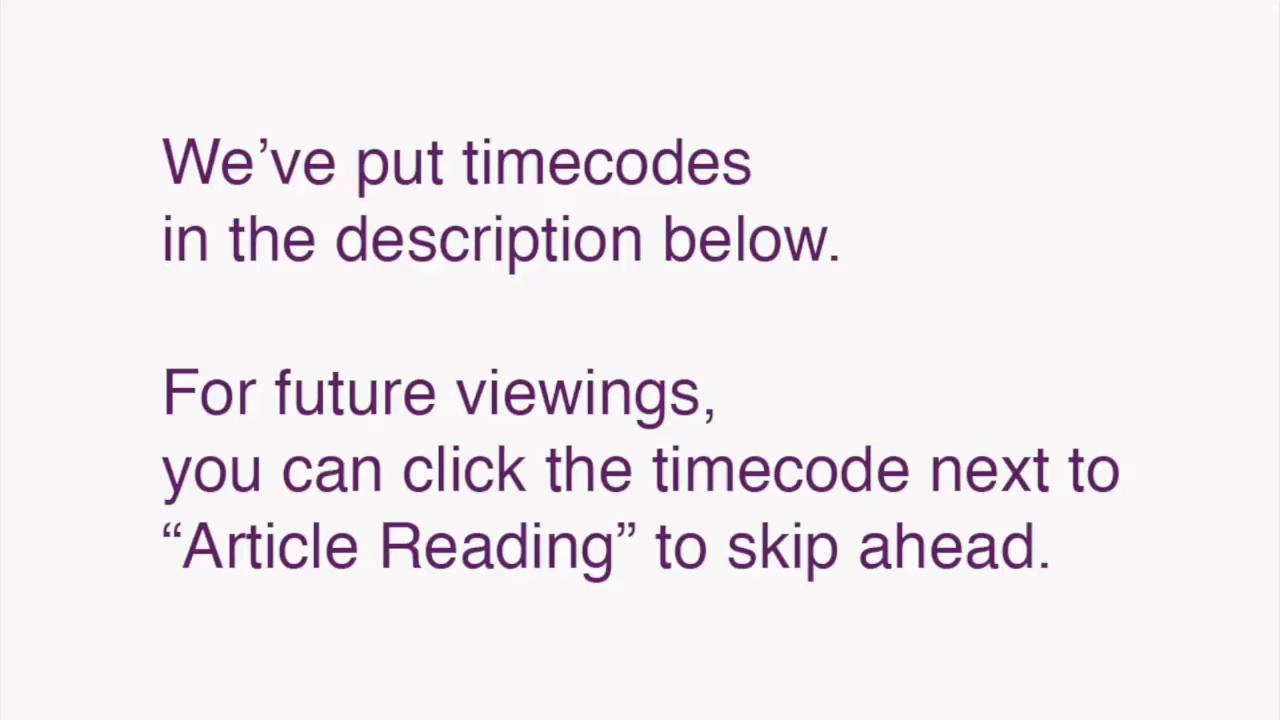 We’ve put timecodes
in the description below.
For future viewings,
you can click the timecode next to
“Article Reading” to skip ahead.